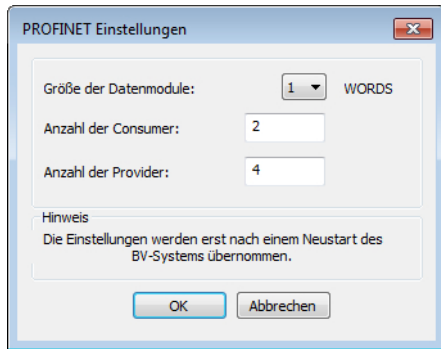 PROFINET Einstellungen
Größe der Datenmodule: 1 WORDS
Anzahl der Consumer: 2
Anzahl der Provider: 4
Hinweis
Die Einstellungen werden erst nach einem Neustart des
BV-Systems übernommen.
OK Abbrechen